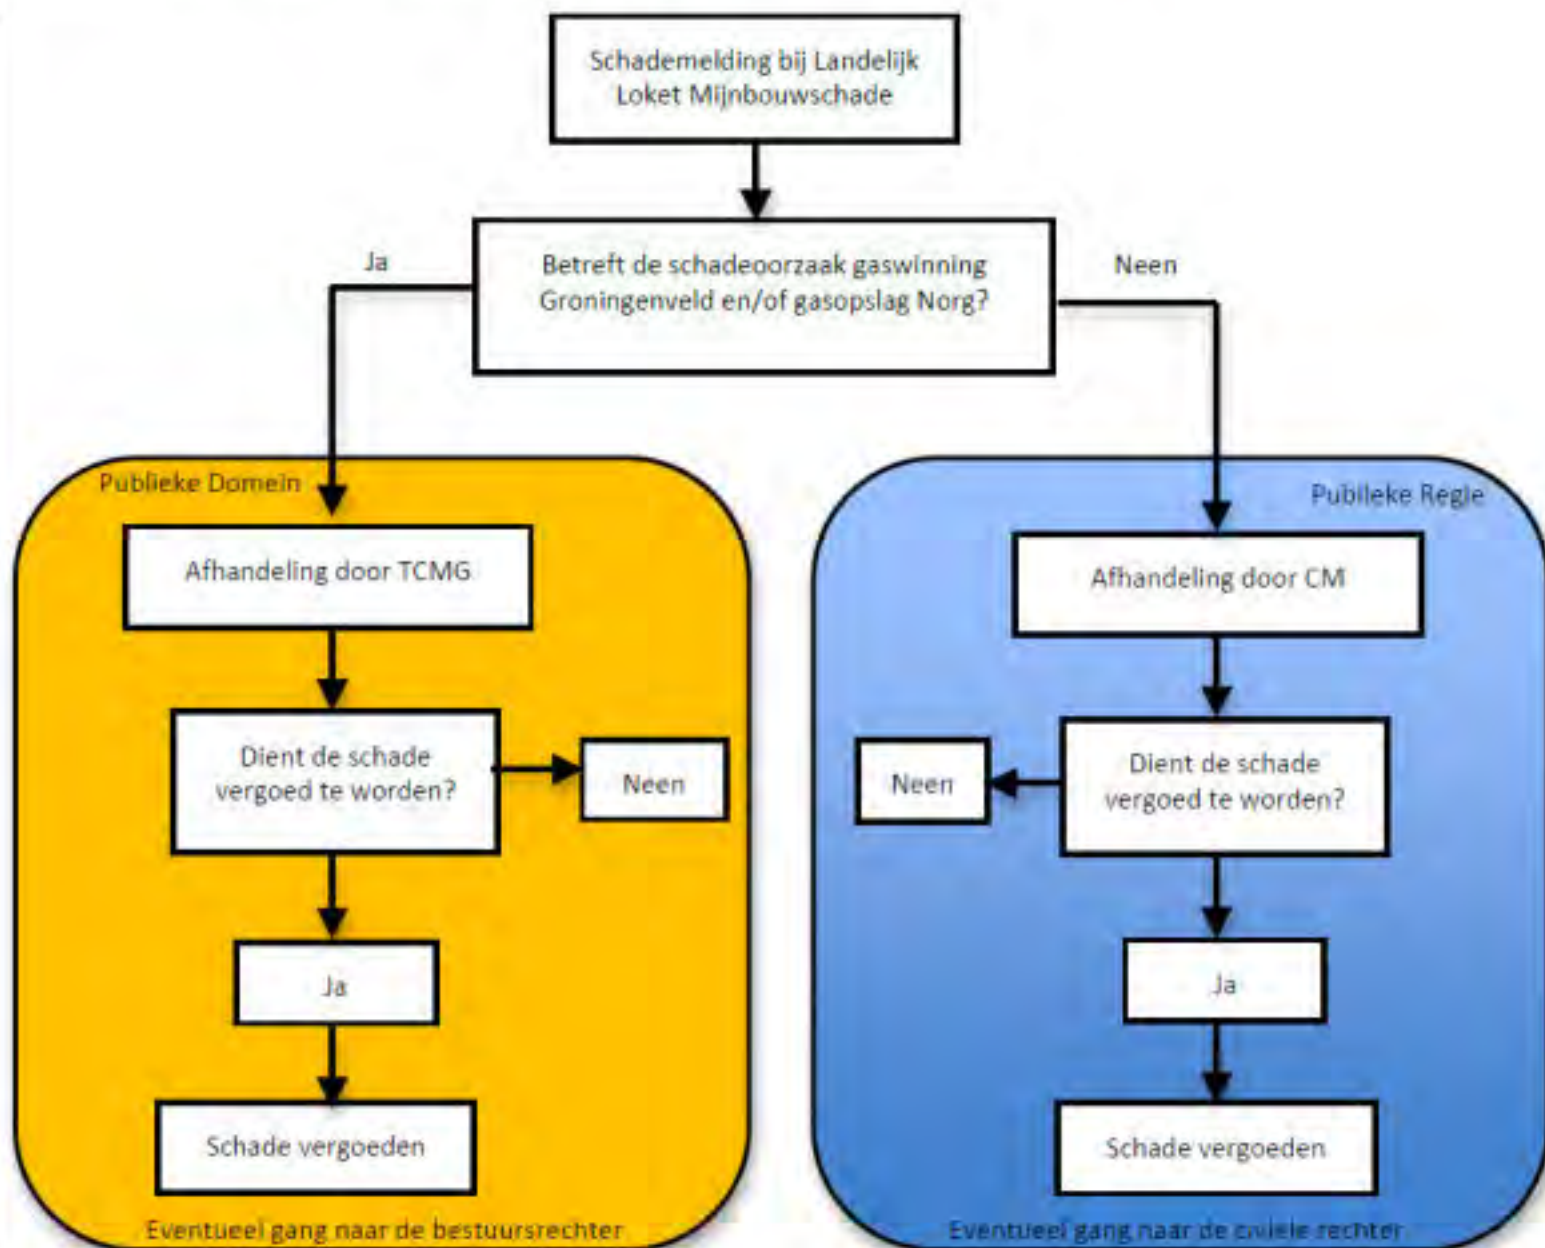 Schademelding bij Landelijk
Loket Mijnbouwschade
Ja
Betreft de schadeoorzaak gaswinning
Groningenveld en/of gasopslag Norg?
Neen
Publieke Domein
Afhandeling door TCMG
Dient de schade
vergoed te worden?
Neen
Ja
Schade vergoeden
Eventueel gang naar de bestuursrechter
Publieke Regie
Afhandeling door CM
Dient de schade
vergoed te worden?
Neen
Ja
Schade vergoeden
Eventueel gang naar de civiele rechter